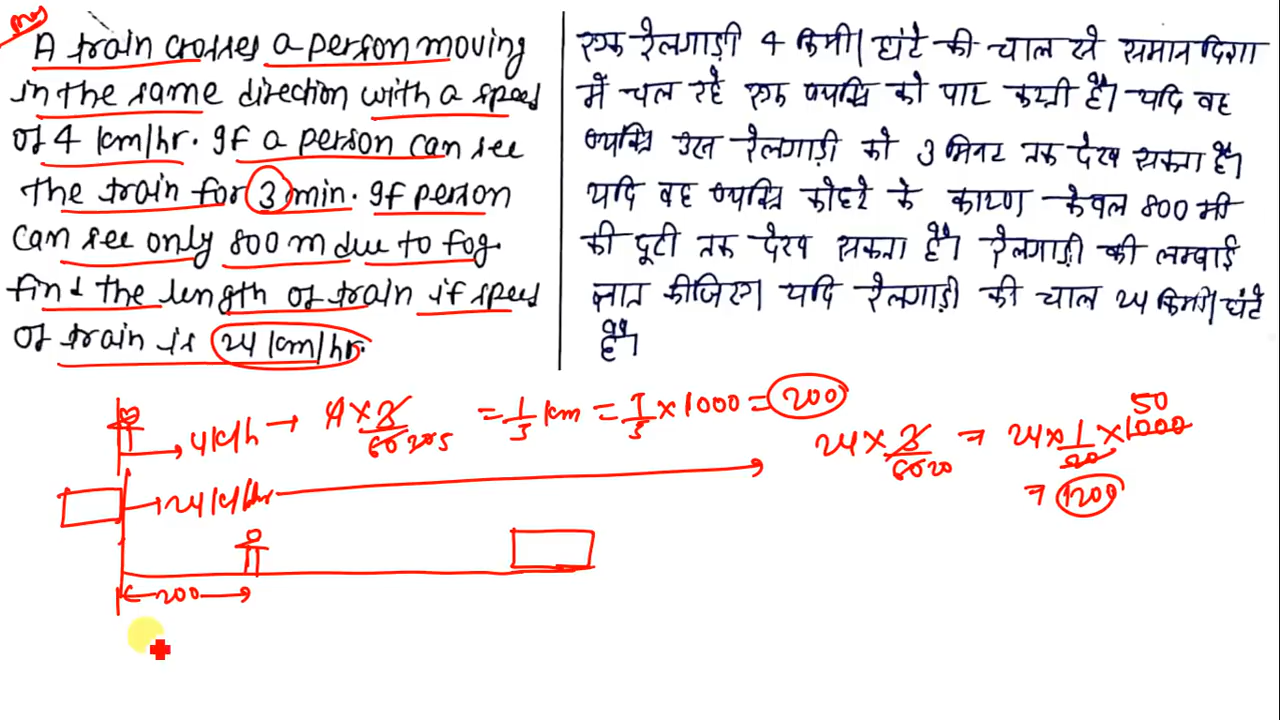 A train crosses a person moving
in the same direction with a speed
of 4 km/hr. If a person can see
the train for 3 min. If person
can see only 800 m due to fog.
find the length of train if speed
of train is 24 km/hr.
एक रेलगाड़ी 4 किमी/घंटे की चाल से समान दिशा
में चल रहे एक व्यक्ति को पार करती है। यदि वह
व्यक्ति उस रेलगाड़ी को 3 मिनट तक देख सकता है।
यदि वह व्यक्ति कोहरे के कारण केवल 800 मी
की दूरी तक देख सकता है। रेलगाड़ी की लम्बाई
ज्ञात कीजिए। यदि रेलगाड़ी की चाल 24 किमी/घंटे
है।
4 k/h → 4 × 3/60 20 5 = 1/3 km = 1/5 × 1000 = 200
24 × 3/60 20 ⇒ 24 × 1/20 × 1000 50
⇒ 1200
24 k/hr
200